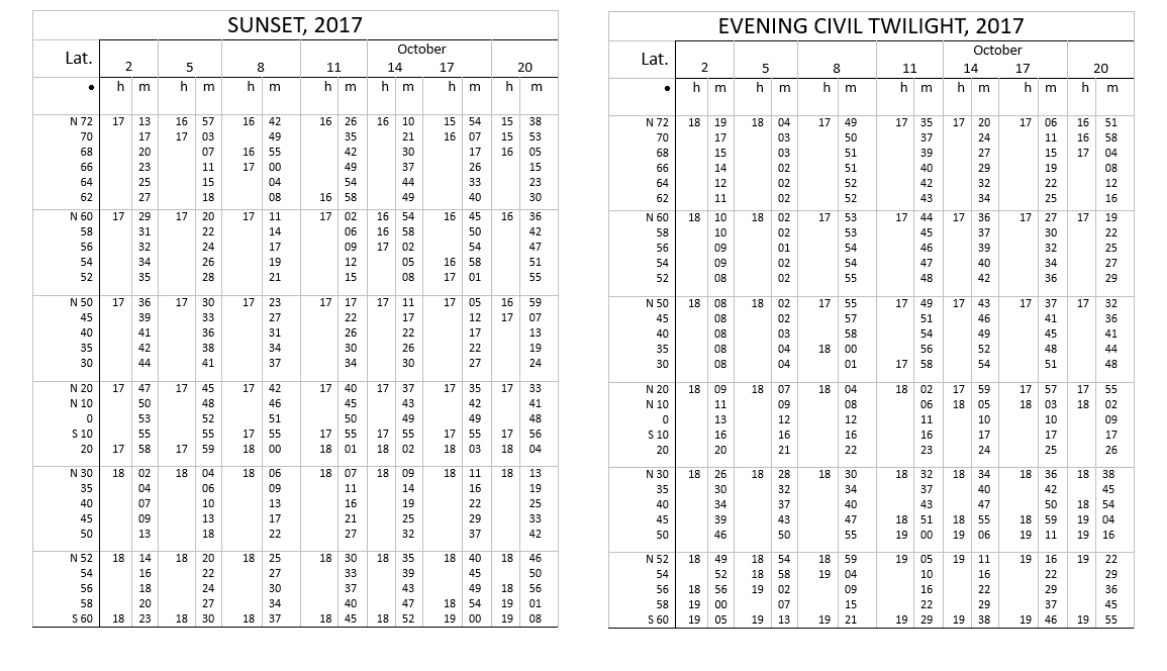 SUNSET, 2017
October
Lat. 2 5 8 11 14 17 20
• h m h m h m h m h m h m h m
N 72 17 13 16 57 16 42 16 26 16 10 15 54 15 38
70 17 17 03 49 35 21 16 07 15 53
68 20 07 16 55 42 30 17 16 05
66 23 11 17 00 49 37 26 15
64 25 15 04 54 44 33 23
62 27 18 08 16 58 49 40 30
N 60 17 29 17 20 17 11 17 02 16 54 16 45 16 36
58 31 22 14 06 16 58 50 42
56 32 24 17 09 17 02 54 47
54 34 26 19 12 05 16 58 51
52 35 28 21 15 08 17 01 55
N 50 17 36 17 30 17 23 17 17 17 11 17 05 16 59
45 39 33 27 22 17 12 17 07
40 41 36 31 26 22 17 13
35 42 38 34 30 26 22 19
30 44 41 37 34 30 27 24
N 20 17 47 17 45 17 42 17 40 17 37 17 35 17 33
N 10 50 48 46 45 43 42 41
0 53 52 51 50 49 49 48
S 10 55 55 17 55 17 55 17 55 17 55 17 56
20 17 58 17 59 18 00 18 01 18 02 18 03 18 04
N 30 18 02 18 04 18 06 18 07 18 09 18 11 18 13
35 04 06 09 11 14 16 19
40 07 10 13 16 19 22 25
45 09 13 17 21 25 29 33
50 13 18 22 27 32 37 42
N 52 18 14 18 20 18 25 18 30 18 35 18 40 18 46
54 16 22 27 33 39 45 50
56 18 24 30 37 43 49 18 56
58 20 27 34 40 47 18 54 19 01
S 60 18 23 18 30 18 37 18 45 18 52 19 00 19 08
EVENING CIVIL TWILIGHT, 2017
October
Lat. 2 5 8 11 14 17 20
• h m h m h m h m h m h m h m
N 72 18 19 18 04 17 49 17 35 17 20 17 06 16 51
70 17 03 50 37 24 11 16 58
68 15 03 51 39 27 15 17 04
66 14 02 51 40 29 19 08
64 12 02 52 42 32 22 12
62 11 02 52 43 34 25 16
N 60 18 10 18 02 17 53 17 44 17 36 17 27 17 19
58 10 02 53 45 37 30 22
56 09 01 54 46 39 32 25
54 09 02 54 47 40 34 27
52 08 02 55 48 42 36 29
N 50 18 08 18 02 17 55 17 49 17 43 17 37 17 32
45 08 02 57 51 46 41 36
40 08 03 58 54 49 45 41
35 08 04 18 00 56 52 48 44
30 08 04 01 17 58 54 51 48
N 20 18 09 18 07 18 04 18 02 17 59 17 57 17 55
N 10 11 09 08 06 18 05 18 03 18 02
0 13 12 12 11 10 10 09
S 10 16 16 16 16 17 17 17
20 20 21 22 23 24 25 26
N 30 18 26 18 28 18 30 18 32 18 34 18 36 18 38
35 30 32 34 37 40 42 45
40 34 37 40 43 47 50 18 54
45 39 43 47 18 51 18 55 18 59 19 04
50 46 50 55 19 00 19 06 19 11 19 16
N 52 18 49 18 54 18 59 19 05 19 11 19 16 19 22
54 52 18 58 19 04 10 16 22 29
56 18 56 19 02 09 16 22 29 36
58 19 00 07 15 22 29 37 45
S 60 19 05 19 13 19 21 19 29 19 38 19 46 19 55